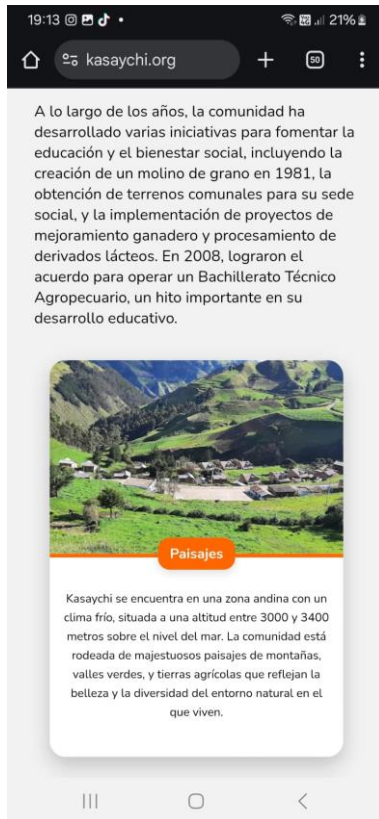 19:13
21%
kasaychi.org
50
A lo largo de los años, la comunidad ha
desarrollado varias iniciativas para fomentar la
educación y el bienestar social, incluyendo la
creación de un molino de grano en 1981, la
obtención de terrenos comunales para su sede
social, y la implementación de proyectos de
mejoramiento ganadero y procesamiento de
derivados lácteos. En 2008, lograron el
acuerdo para operar un Bachillerato Técnico
Agropecuario, un hito importante en su
desarrollo educativo.
Paisajes
Kasaychi se encuentra en una zona andina con un
clima frío, situada a una altitud entre 3000 y 3400
metros sobre el nivel del mar. La comunidad está
rodeada de majestuosos paisajes de montañas,
valles verdes, y tierras agrícolas que reflejan la
belleza y la diversidad del entorno natural en el
que viven.